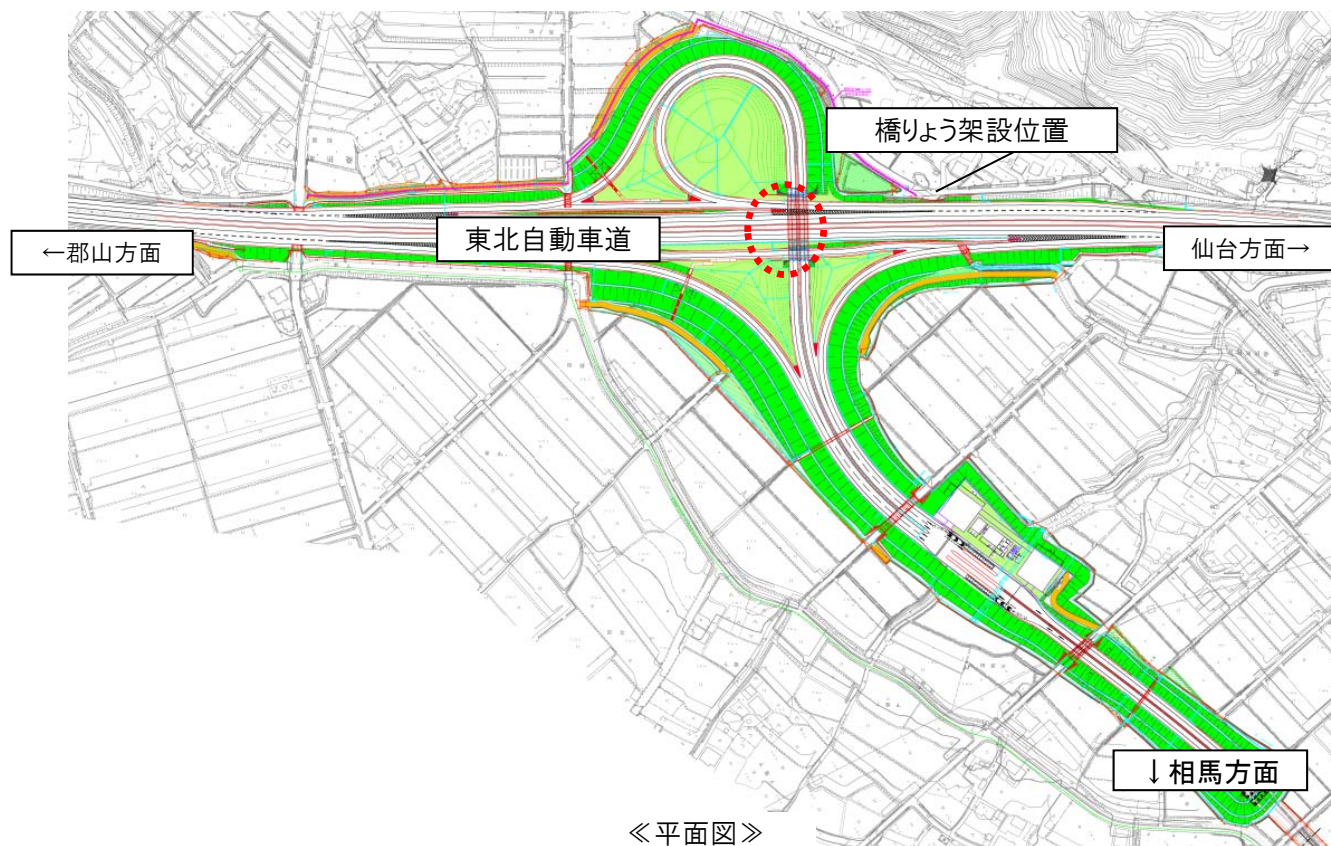 橋りょう架設位置
←郡山方面
東北自動車道
仙台方面→
↓相馬方面
≪平面図≫